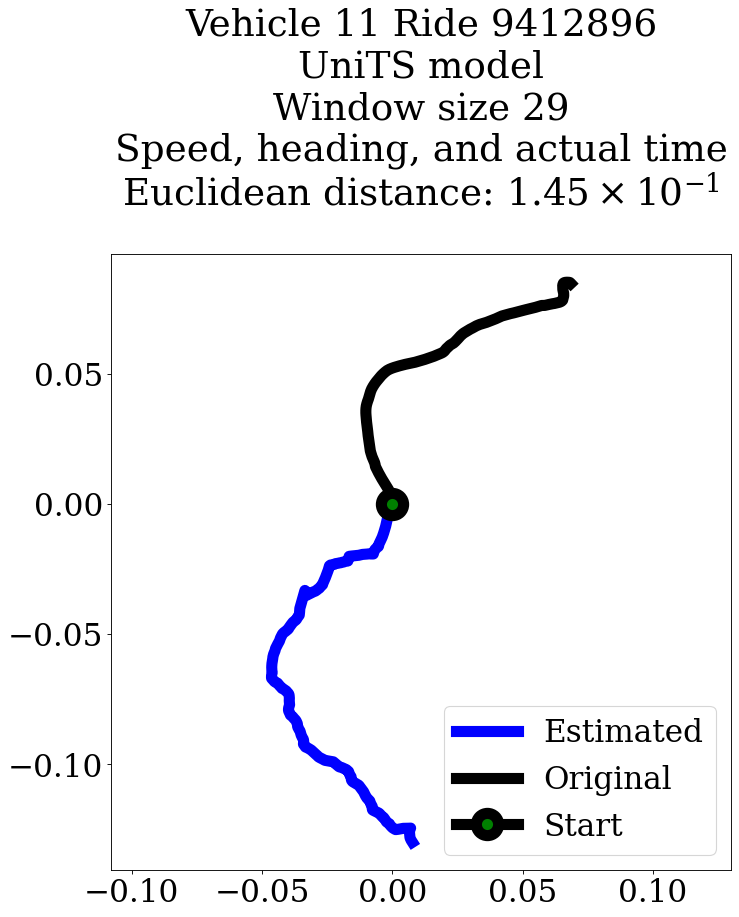 Vehicle 11 Ride 9412896
UniTS model
Window size 29
Speed, heading, and actual time
Euclidean distance: 1.45 × 10⁻¹
0.05
0.00
−0.05
−0.10
Estimated
Original
Start
−0.10 −0.05 0.00 0.05 0.10